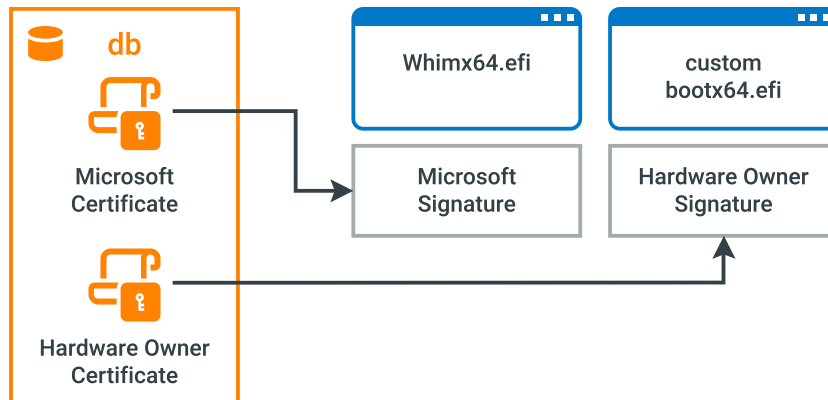 db
Microsoft
Certificate
Hardware Owner
Certificate
Whimx64.efi
Microsoft
Signature
custom
bootx64.efi
Hardware Owner
Signature